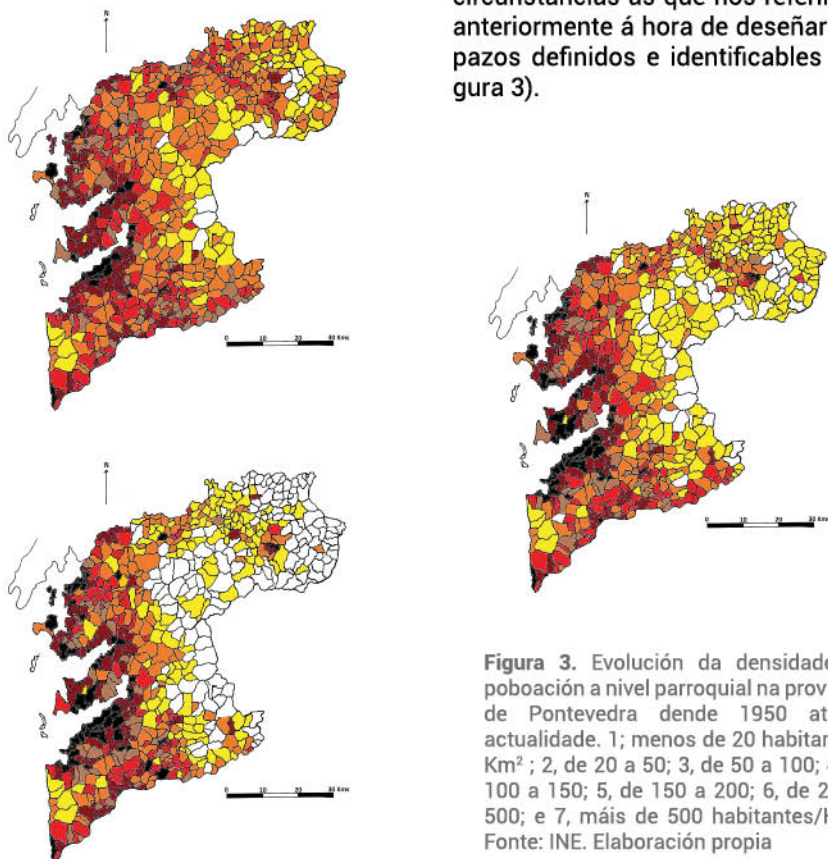 circunstancias ás que nos referim
anteriormente á hora de deseñar
pazos definidos e identificables
gura 3).
N
0 10 20 30 Kms
N
0 10 20 30 Kms
N
0 10 20 30 Kms
Figura 3. Evolución da densidade
poboación a nivel parroquial na provi
de Pontevedra dende 1950 at
actualidade. 1; menos de 20 habitan
Km² ; 2, de 20 a 50; 3, de 50 a 100;
100 a 150; 5, de 150 a 200; 6, de 2
500; e 7, máis de 500 habitantes/K
Fonte: INE. Elaboración propia